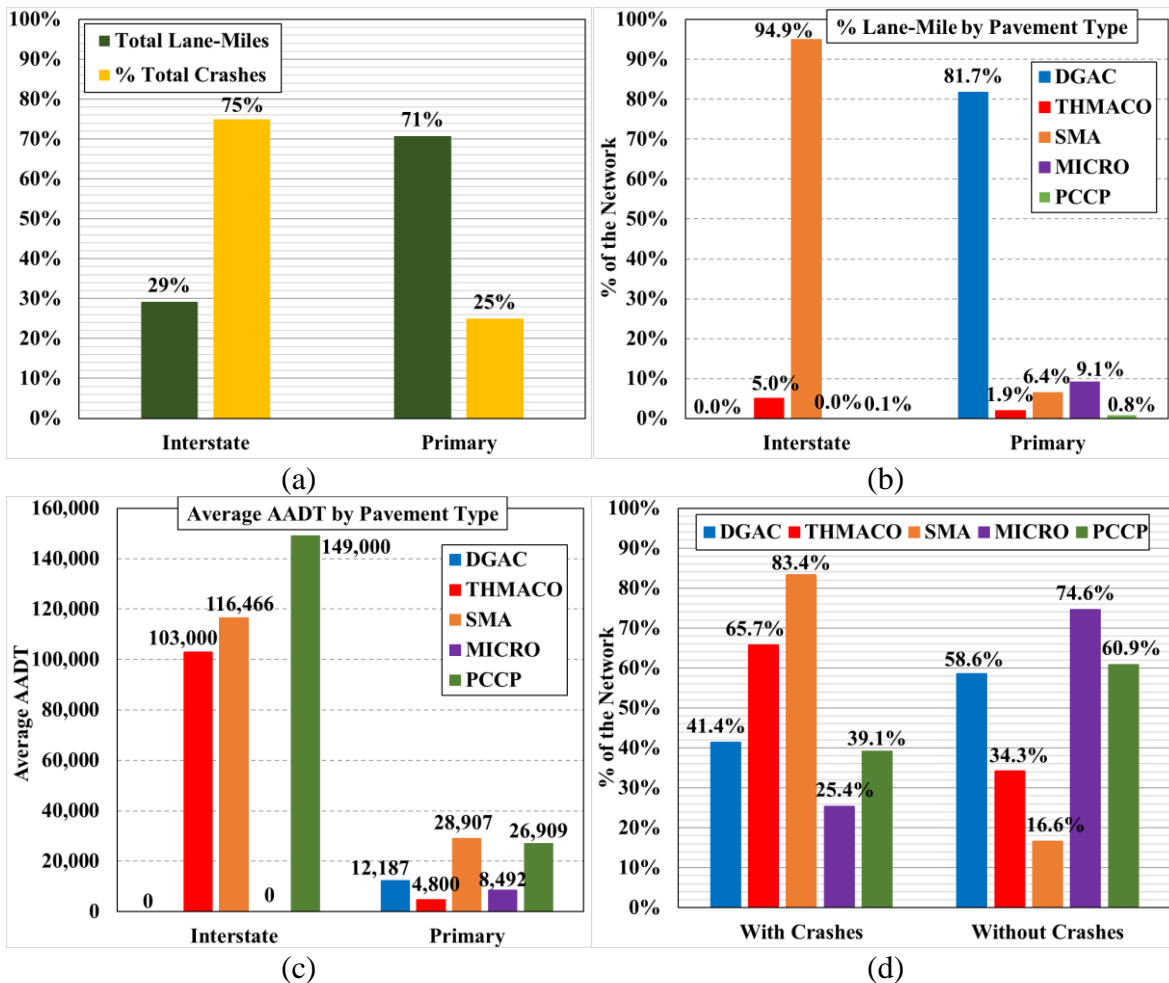 100%
90%
80%
70%
60%
50%
40%
30%
20%
10%
0%
Total Lane-Miles
% Total Crashes
29%
75%
71%
25%
Interstate
Primary
(a)
% of the Network
100%
90%
80%
70%
60%
50%
40%
30%
20%
10%
0%
% Lane-Mile by Pavement Type
DGAC
THMACO
SMA
MICRO
PCCP
0.0%
5.0%
94.9%
0.0%
0.1%
81.7%
1.9%
6.4%
9.1%
0.8%
Interstate
Primary
(b)
Average AADT
160,000
140,000
120,000
100,000
80,000
60,000
40,000
20,000
0
Average AADT by Pavement Type
DGAC
THMACO
SMA
MICRO
PCCP
0
103,000
116,466
0
149,000
12,187
4,800
28,907
8,492
26,909
Interstate
Primary
(c)
% of the Network
100%
90%
80%
70%
60%
50%
40%
30%
20%
10%
0%
DGAC THMACO SMA MICRO PCCP
41.4%
65.7%
83.4%
25.4%
39.1%
58.6%
34.3%
16.6%
74.6%
60.9%
With Crashes
Without Crashes
(d)